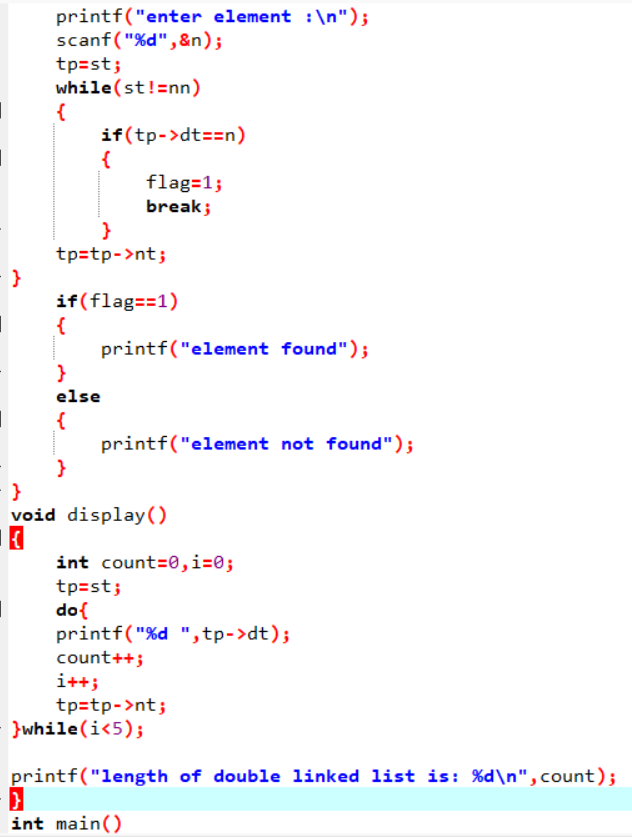 printf("enter element :\n");
scanf("%d",&n);
tp=st;
while(st!=nn)
{
if(tp->dt==n)
{
flag=1;
break;
}
tp=tp->nt;
}
if(flag==1)
{
printf("element found");
}
else
{
printf("element not found");
}
}
void display()
{
int count=0,i=0;
tp=st;
do{
printf("%d ",tp->dt);
count++;
i++;
tp=tp->nt;
}while(i<5);
printf("length of double linked list is: %d\n",count);
}
int main()